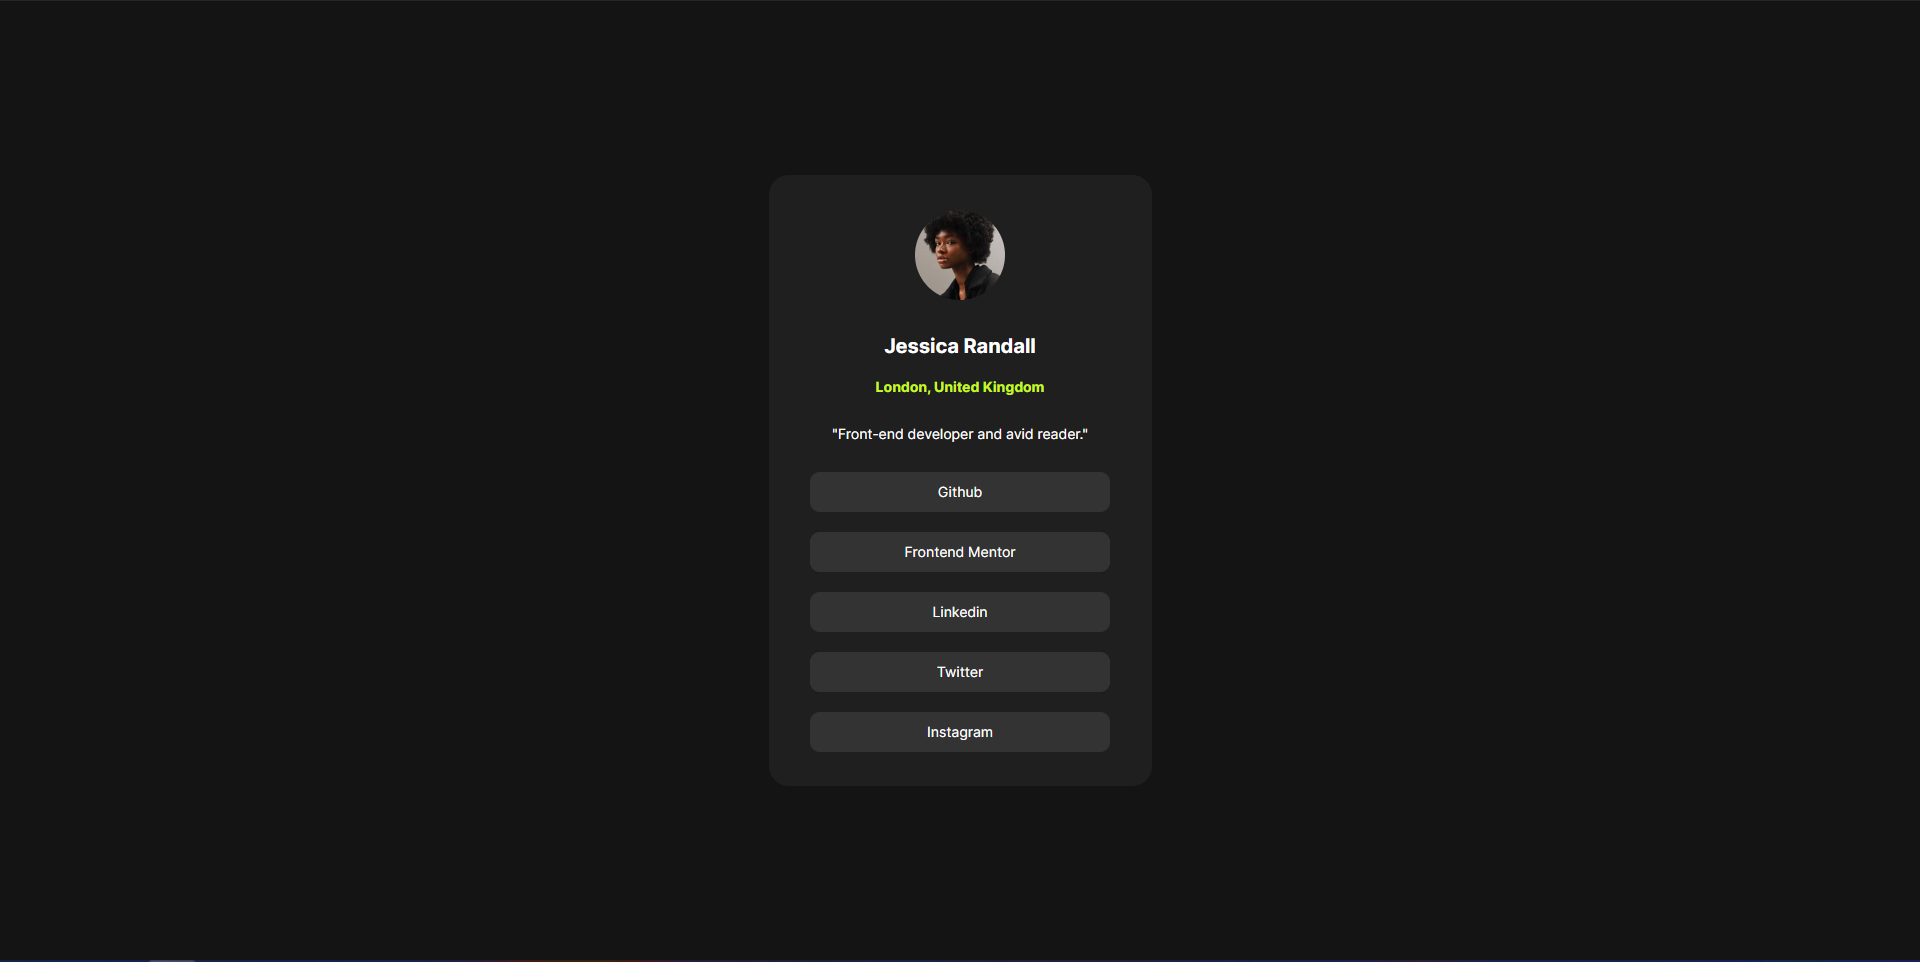 Jessica Randall
London, United Kingdom
"Front-end developer and avid reader."
Github
Frontend Mentor
Linkedin
Twitter
Instagram